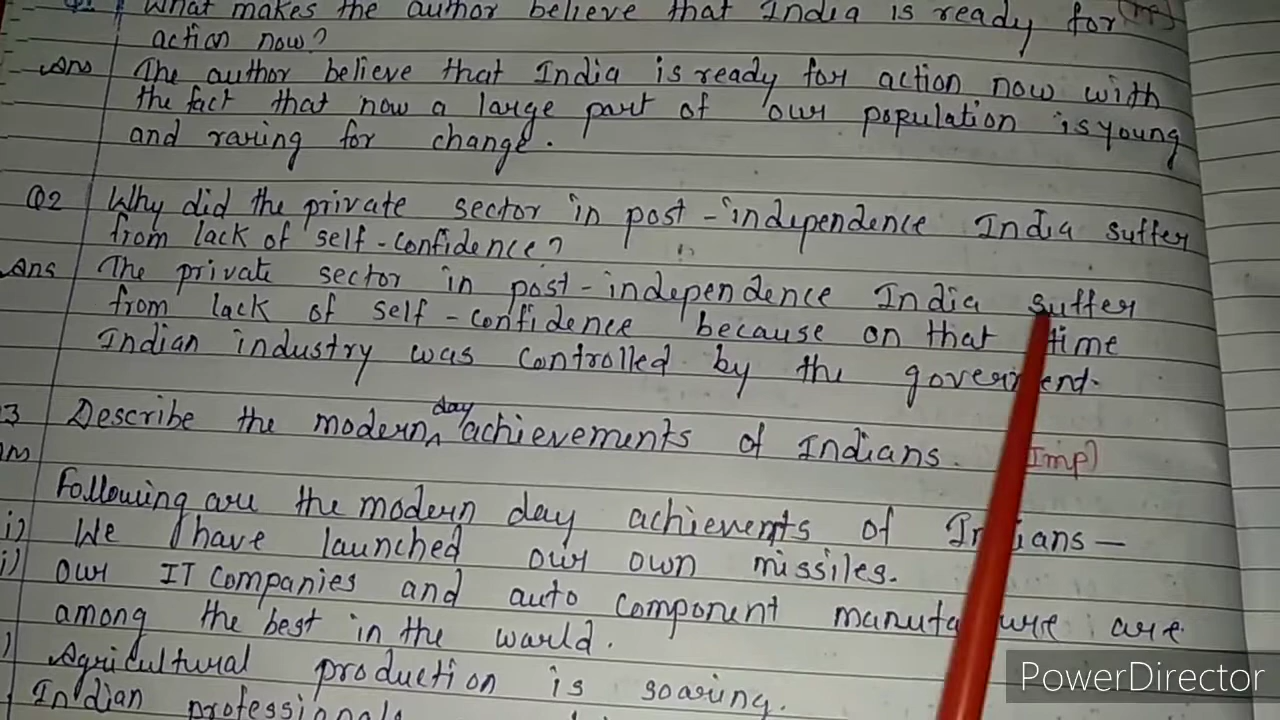 What makes the author believe that India is ready for
action now?
Ans The author believe that India is ready for action now with
the fact that now a large part of our population is young
and raring for change.
Q2 Why did the private sector in post-independence India suffer
from lack of self-confidence?
Ans The private sector in post-independence India suffer
from lack of self-confidence because on that time
Indian industry was controlled by the
3 Describe the modern day achievements of Indians. Imp)
Following are the modern day achievemts of
i) We have launched our own missiles.
i) Our IT companies and auto component are
among the best in the world.
) Agricultural production is soaring.
Indian professionals
PowerDirector